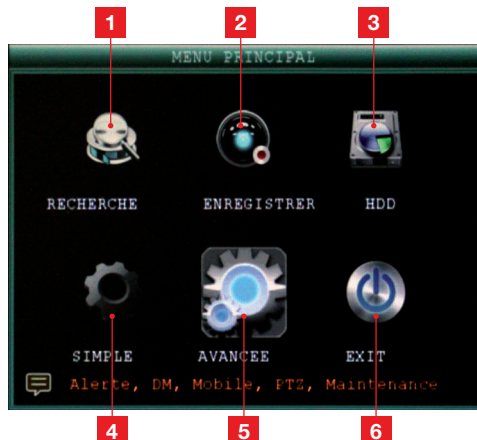 1 2 3
MENU PRINCIPAL
RECHERCHE ENREGISTRER HDD
SIMPLE AVANCEE EXIT
Alerte, DM, Mobile, PTZ, Maintenance
4 5 6